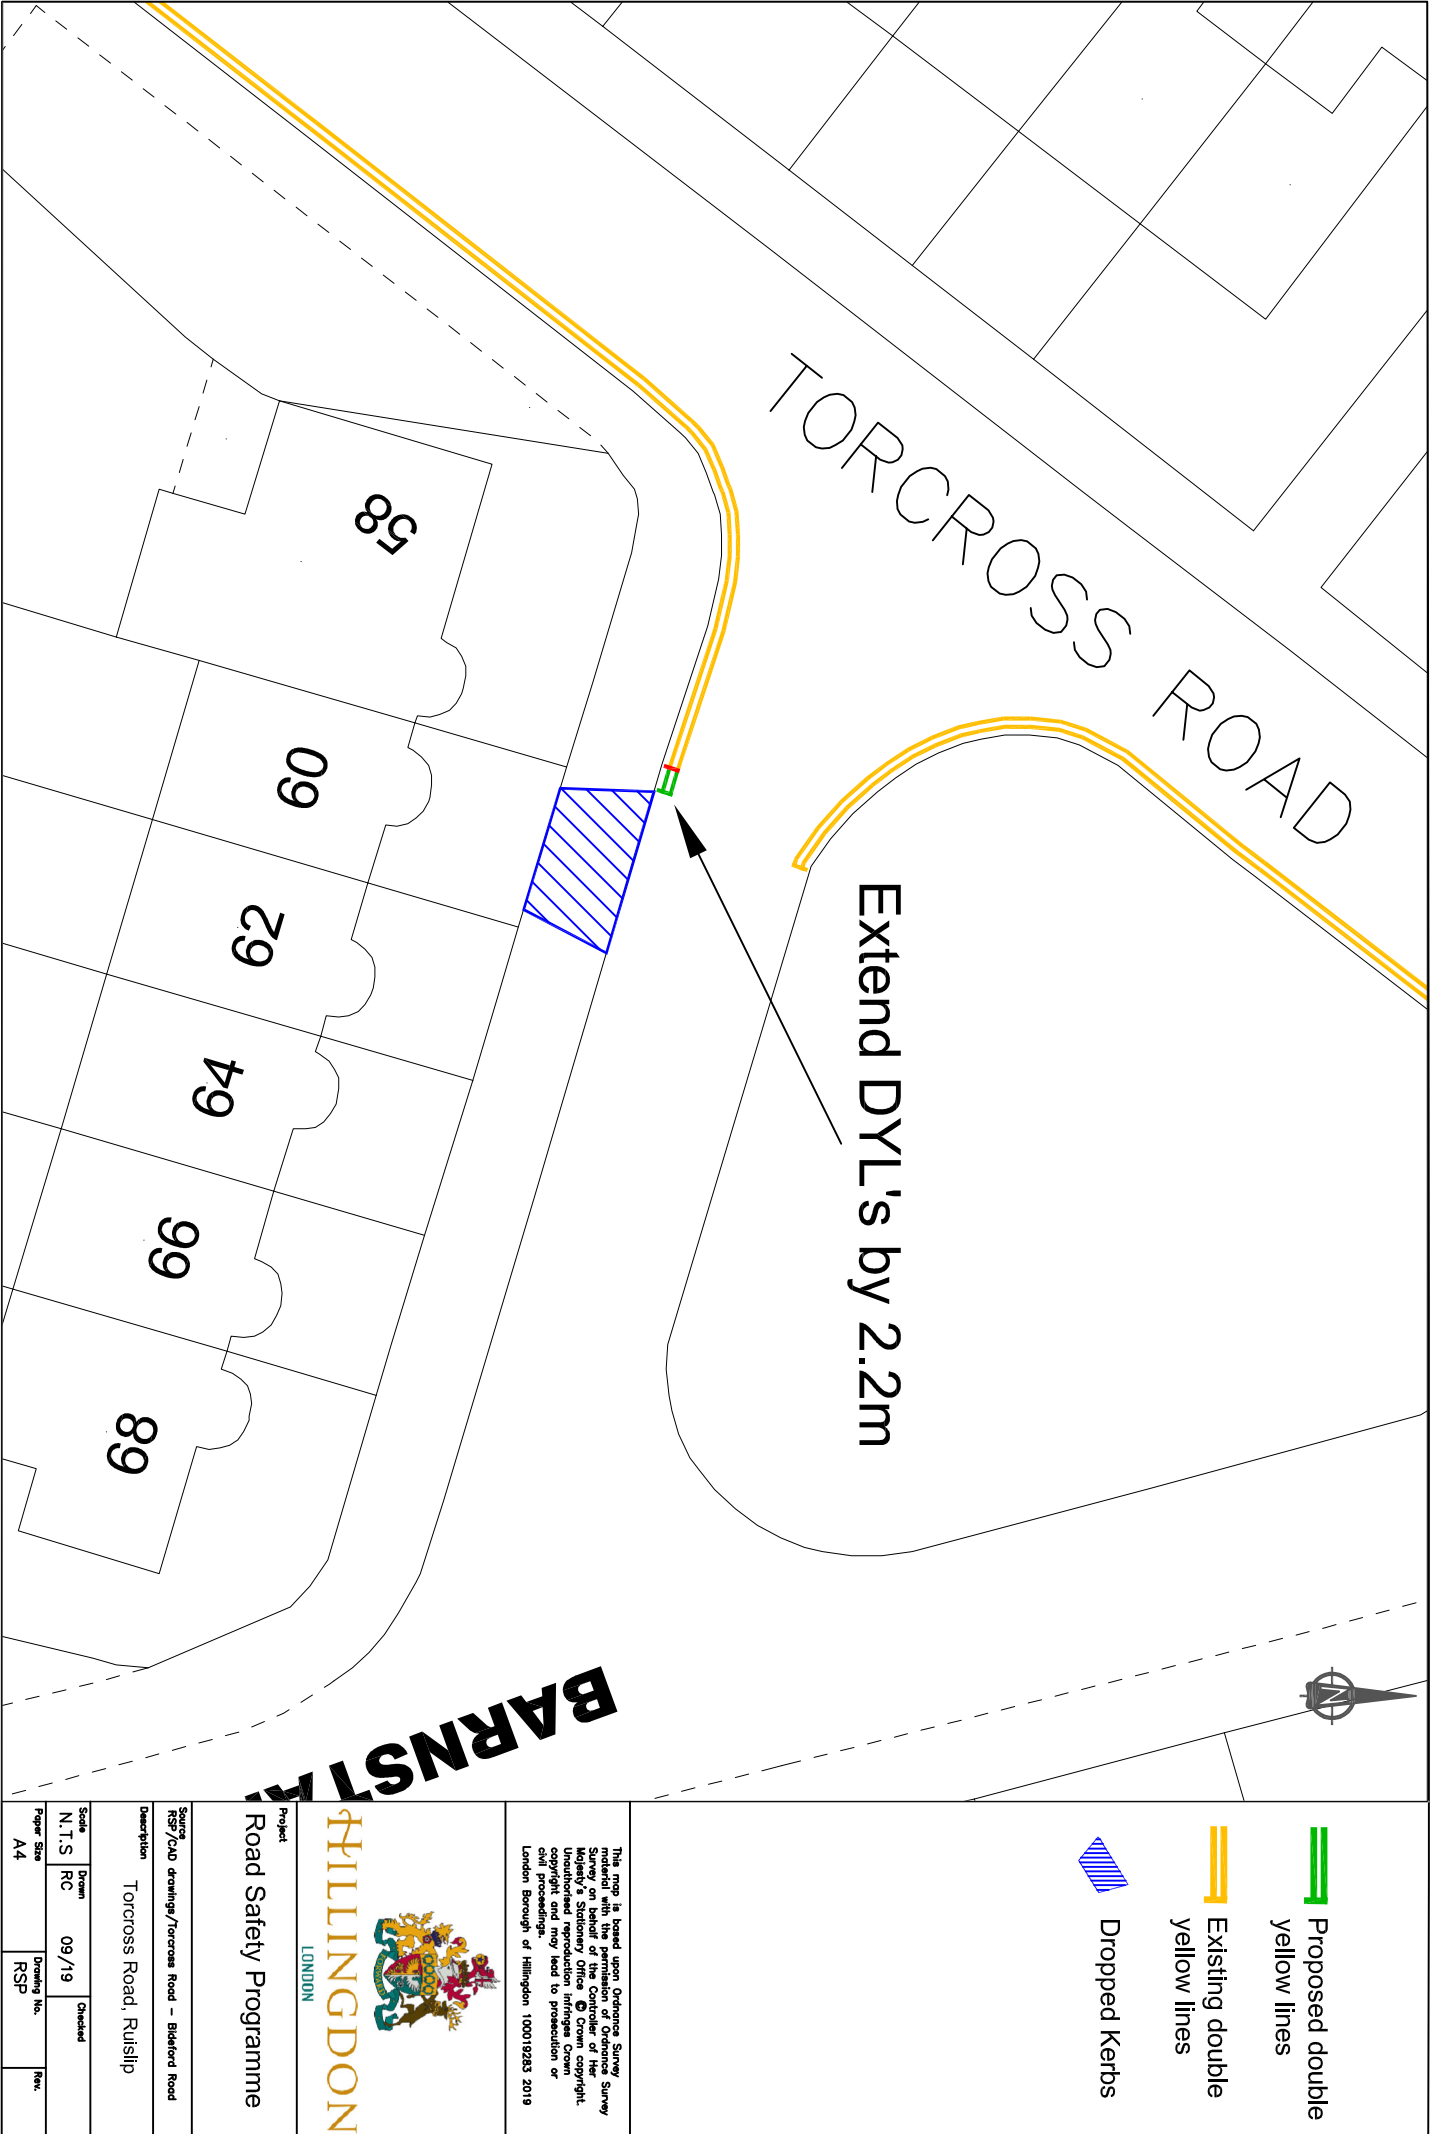 TORCROSS ROAD
Extend DYL's by 2.2m
58
60
62
64
66
68
N
Proposed double
yellow lines
Existing double
yellow lines
Dropped Kerbs
This map is based upon Ordnance Survey
material with the permission of Ordnance Survey
Survey on behalf of the Controller of Her
Majesty's Stationery Office © Crown copyright.
Unauthorised reproduction infringes Crown
copyright and may lead to prosecution or
civil proceedings.
London Borough of Hillingdon 100019283 2019
HILLINGDON
LONDON
Project
Road Safety Programme
Source
RSP/CAD drawings/Torcross Road - Bideford Road
Description
Torcross Road, Ruislip
Scale
N.T.S
Drawn
RC 09/19
Checked
Paper Size
A4
Drawing No.
RSP
Rev.